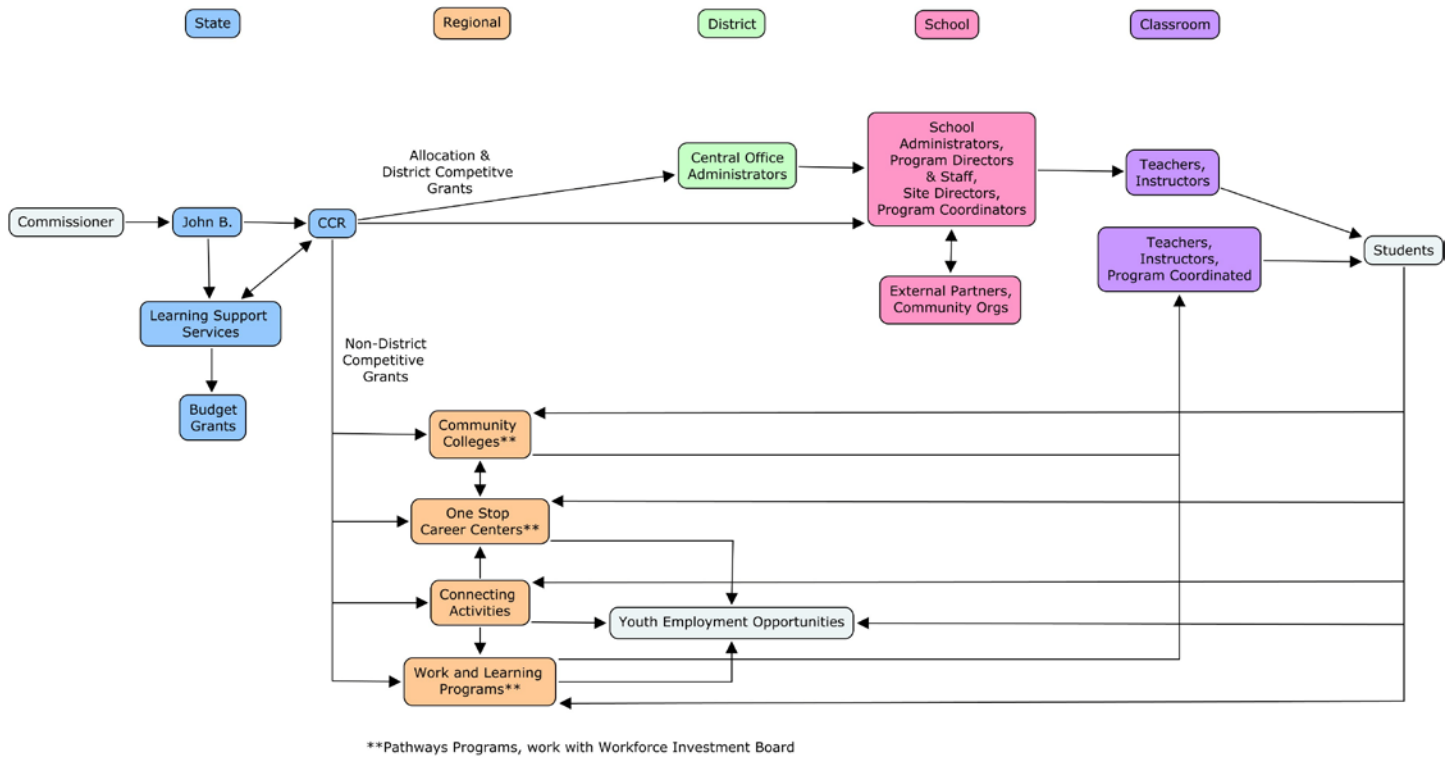 State
Regional
District
School
Classroom
School
Administrators,
Program Directors
& Staff,
Site Directors,
Program Coordinators
Allocation &
District Competitve
Grants
Central Office
Administrators
Teachers,
Instructors
Commissioner
John B.
CCR
Teachers,
Instructors,
Program Coordinated
Students
Learning Support
Services
External Partners,
Community Orgs
Non-District
Competitive
Grants
Budget
Grants
Community
Colleges**
One Stop
Career Centers**
Connecting
Activities
Youth Employment Opportunities
Work and Learning
Programs**
**Pathways Programs, work with Workforce Investment Board